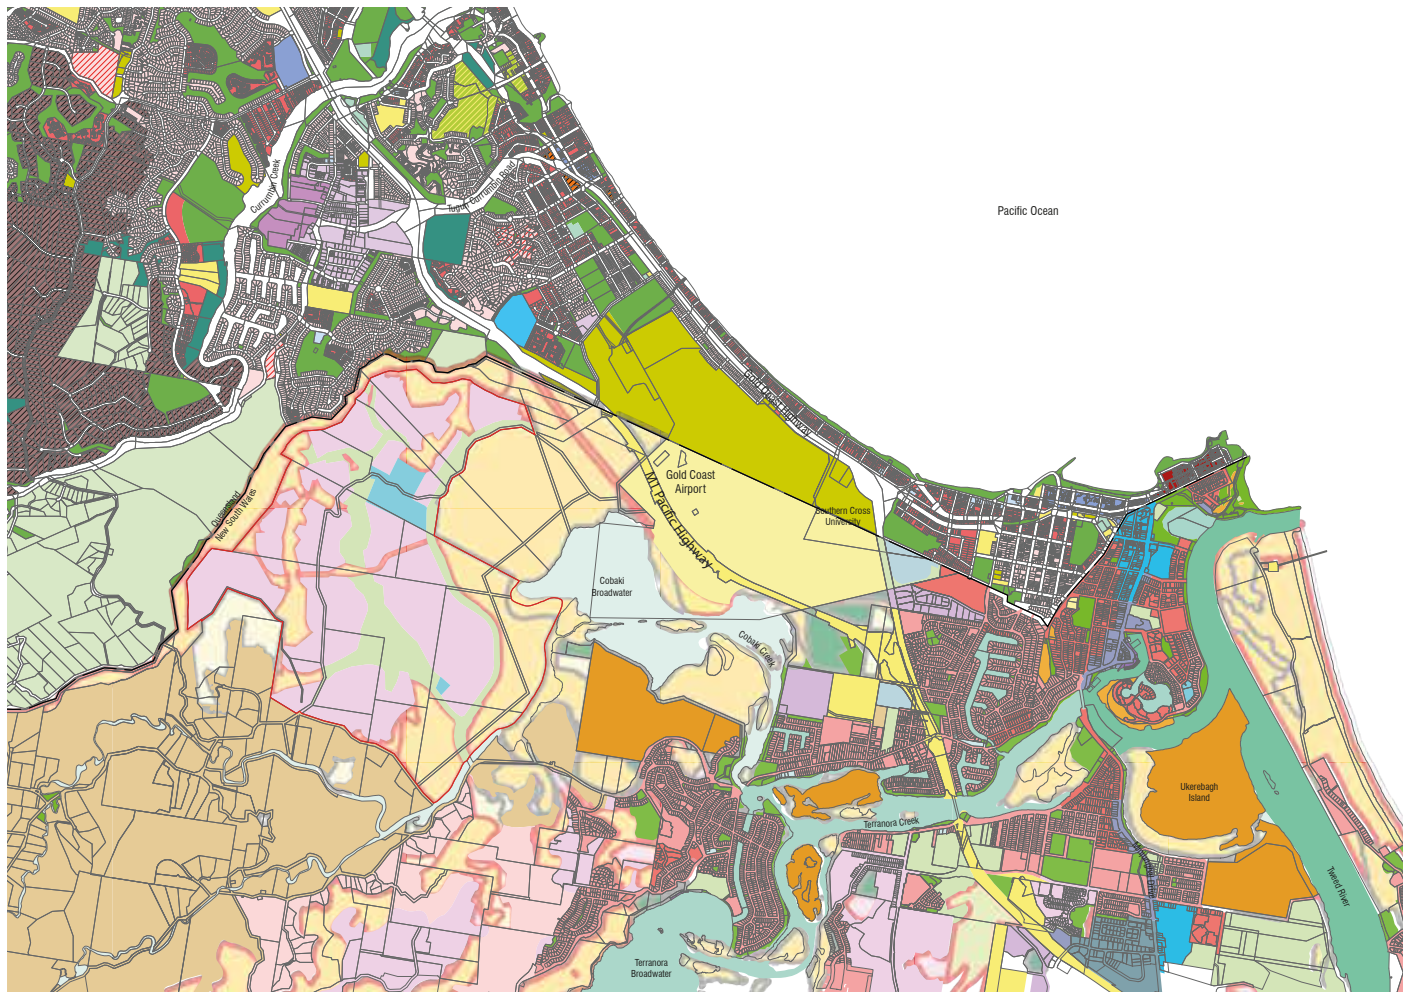 Pacific Ocean
Currumbin Creek
Tugun Currumbin Road
Gold Coast Highway
Gold Coast
Airport
M1 Pacific Highway
Southern Cross
University
Queensland
New South Wales
Cobaki
Broadwater
Cobaki Creek
Ukerebagh
Island
Terranora Creek
Tweed River
Terranora
Broadwater